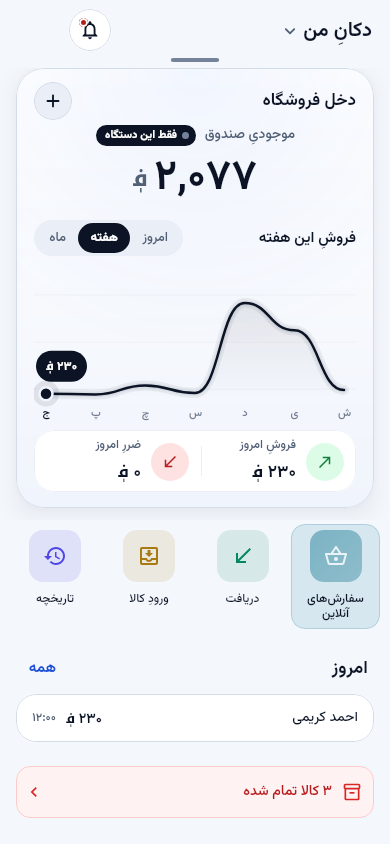 دکانِ من
دخل فروشگاه
موجودیِ صندوق
فقط این دستگاه
۲,۰۷۷ ؋
فروشِ این هفته
امروز
هفته
ماه
۲۳۰ ؋
ش ی د س چ پ ج
فروشِ امروز
۲۳۰ ؋
ضررِ امروز
۰ ؋
سفارش‌های آنلاین
دریافت
ورودِ کالا
تاریخچه
امروز
همه
احمد کریمی
۲۳۰ ؋
۱۲:۰۰
۳ کالا تمام شده